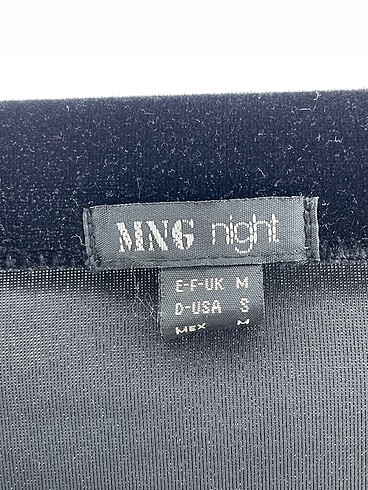 MNG night
E-F-UK M
D-USA S
MEX M